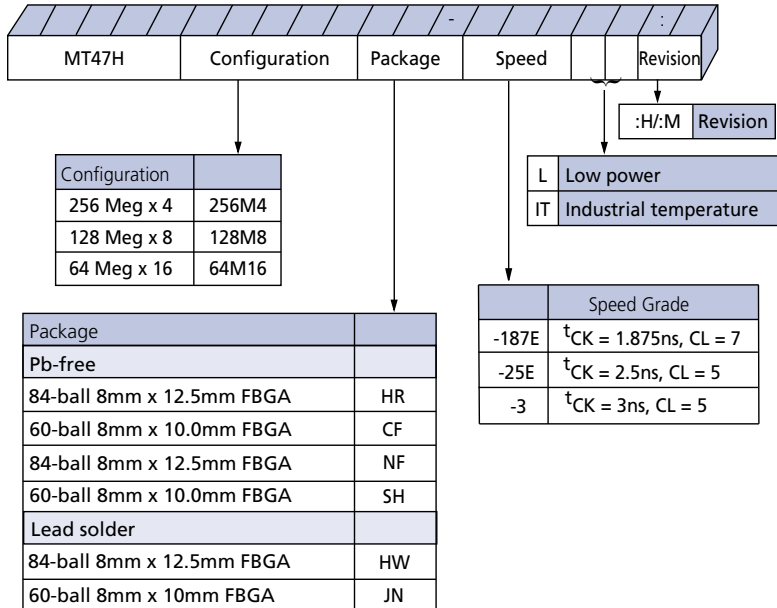 - :
MT47H Configuration Package Speed Revision
:H/:M Revision
L Low power
IT Industrial temperature
Configuration
256 Meg x 4 256M4
128 Meg x 8 128M8
64 Meg x 16 64M16
Speed Grade
-187E tCK = 1.875ns, CL = 7
-25E tCK = 2.5ns, CL = 5
-3 tCK = 3ns, CL = 5
Package
Pb-free
84-ball 8mm x 12.5mm FBGA HR
60-ball 8mm x 10.0mm FBGA CF
84-ball 8mm x 12.5mm FBGA NF
60-ball 8mm x 10.0mm FBGA SH
Lead solder
84-ball 8mm x 12.5mm FBGA HW
60-ball 8mm x 10mm FBGA JN